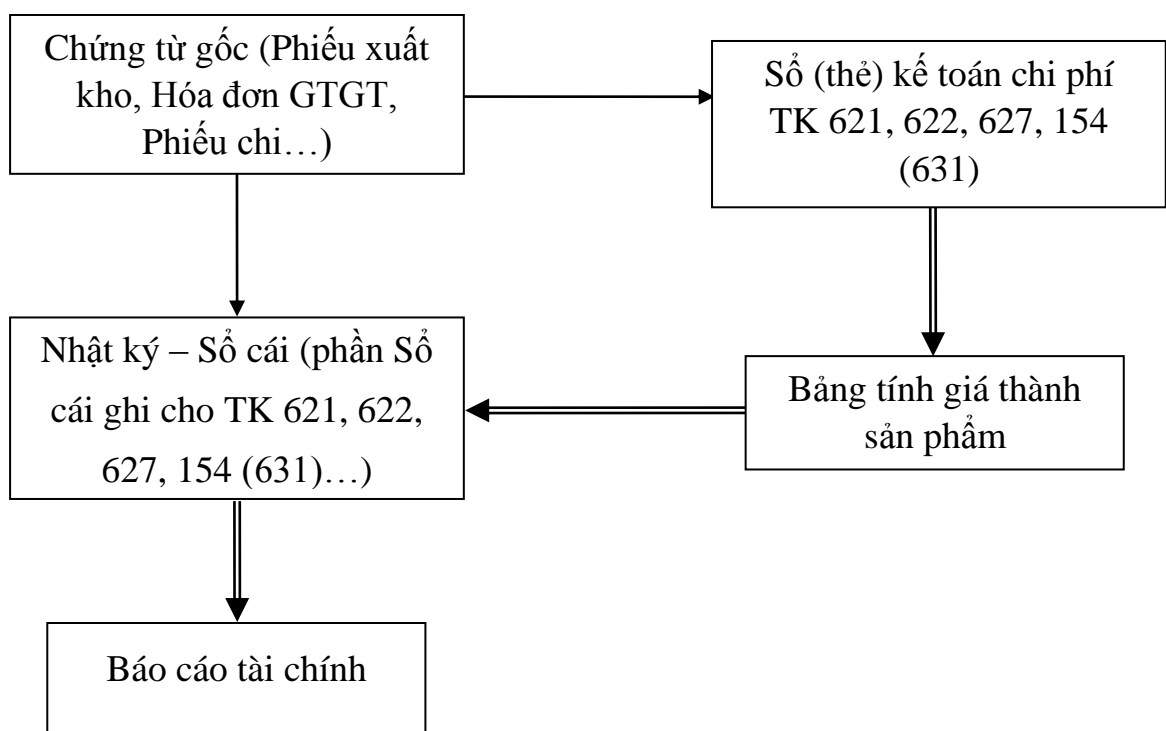 Chứng từ gốc (Phiếu xuất
kho, Hóa đơn GTGT,
Phiếu chi…)
Sổ (thẻ) kế toán chi phí
TK 621, 622, 627, 154
(631)
Nhật ký – Sổ cái (phần Sổ
cái ghi cho TK 621, 622,
627, 154 (631)…)
Bảng tính giá thành
sản phẩm
Báo cáo tài chính